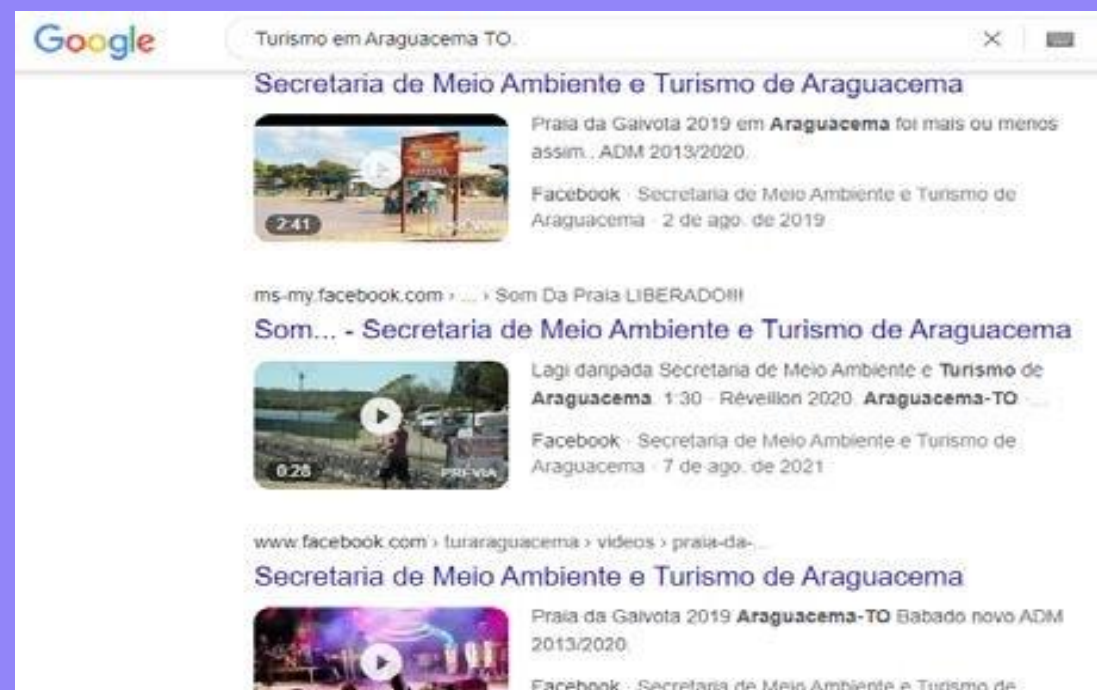 Google
Turismo em Araguacema TO.
Secretaria de Meio Ambiente e Turismo de Araguacema
Praia da Gaivota 2019 em Araguacema foi mais ou menos
assim.. ADM 2013/2020.
Facebook · Secretaria de Meio Ambiente e Turismo de
Araguacema · 2 de ago. de 2019
2:41
ms-my.facebook.com › ... › Som Da Praia LIBERADO!!!!
Som... - Secretaria de Meio Ambiente e Turismo de Araguacema
Lagi daripada Secretaria de Meio Ambiente e Turismo de
Araguacema. 1:30 · Réveillon 2020. Araguacema-TO · ...
Facebook · Secretaria de Meio Ambiente e Turismo de
Araguacema · 7 de ago. de 2021
0:28
PRÉVIA
www.facebook.com › turaraguacema › videos › praia-da-...
Secretaria de Meio Ambiente e Turismo de Araguacema
Praia da Gaivota 2019 Araguacema-TO Babado novo ADM
2013/2020.
Facebook · Secretaria de Meio Ambiente e Turismo de